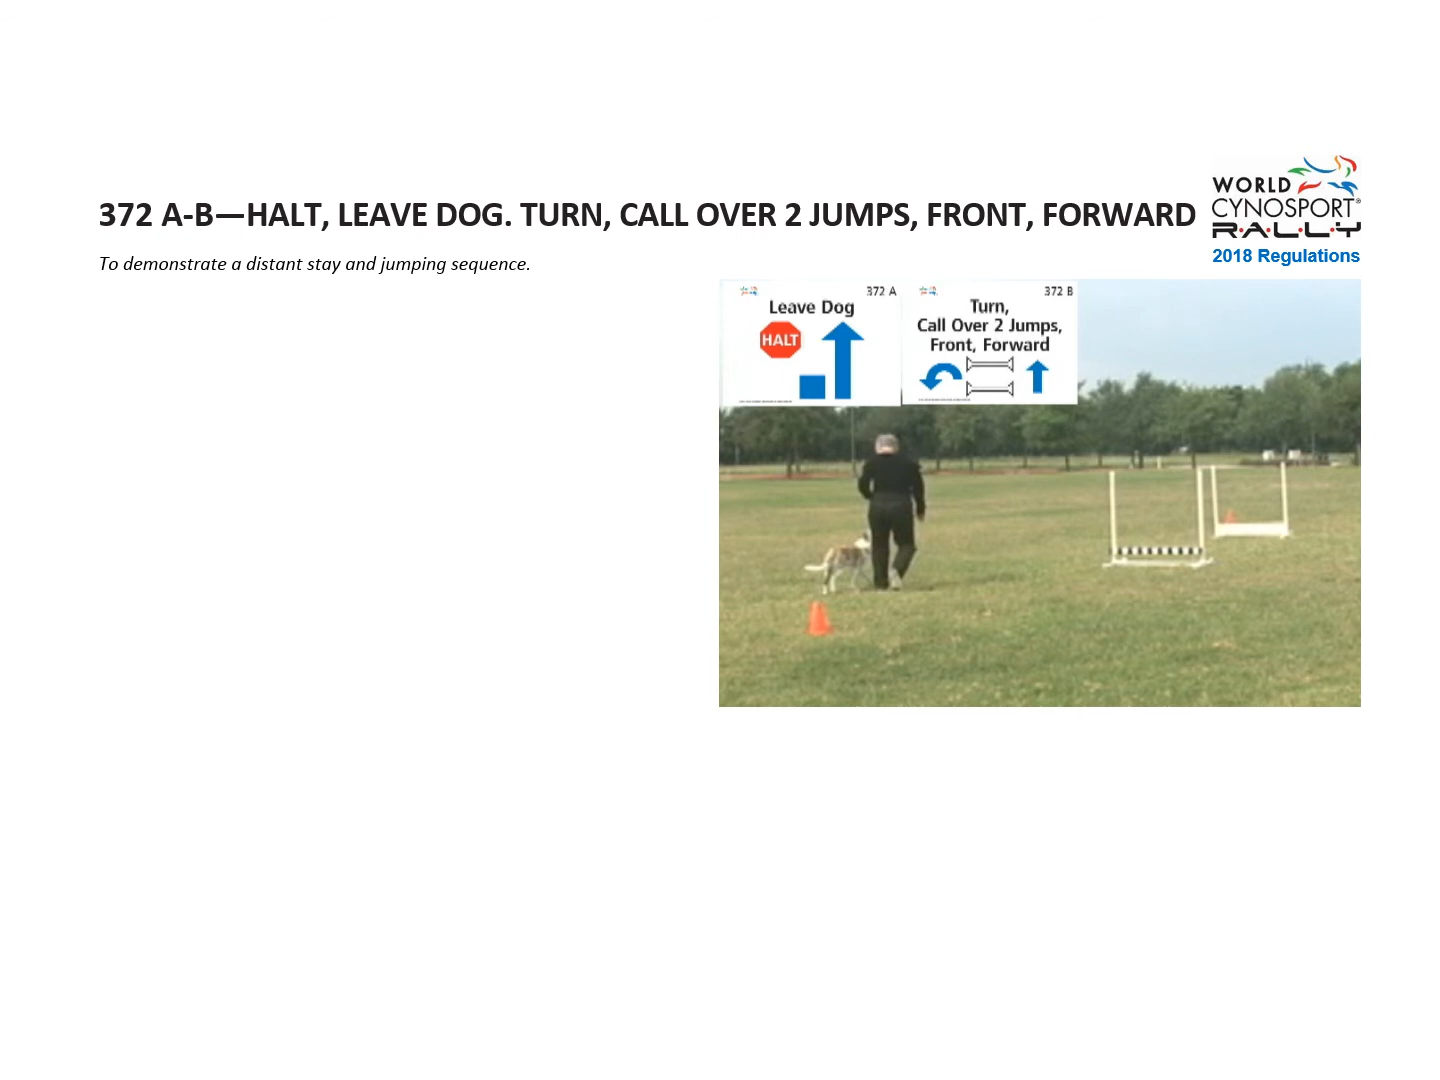 372 A-B—HALT, LEAVE DOG. TURN, CALL OVER 2 JUMPS, FRONT, FORWARD
WORLD
CYNOSPORT®
R·A·L·L·Y
2018 Regulations
To demonstrate a distant stay and jumping sequence.
372 A
Leave Dog
HALT
372 B
Turn,
Call Over 2 Jumps,
Front, Forward